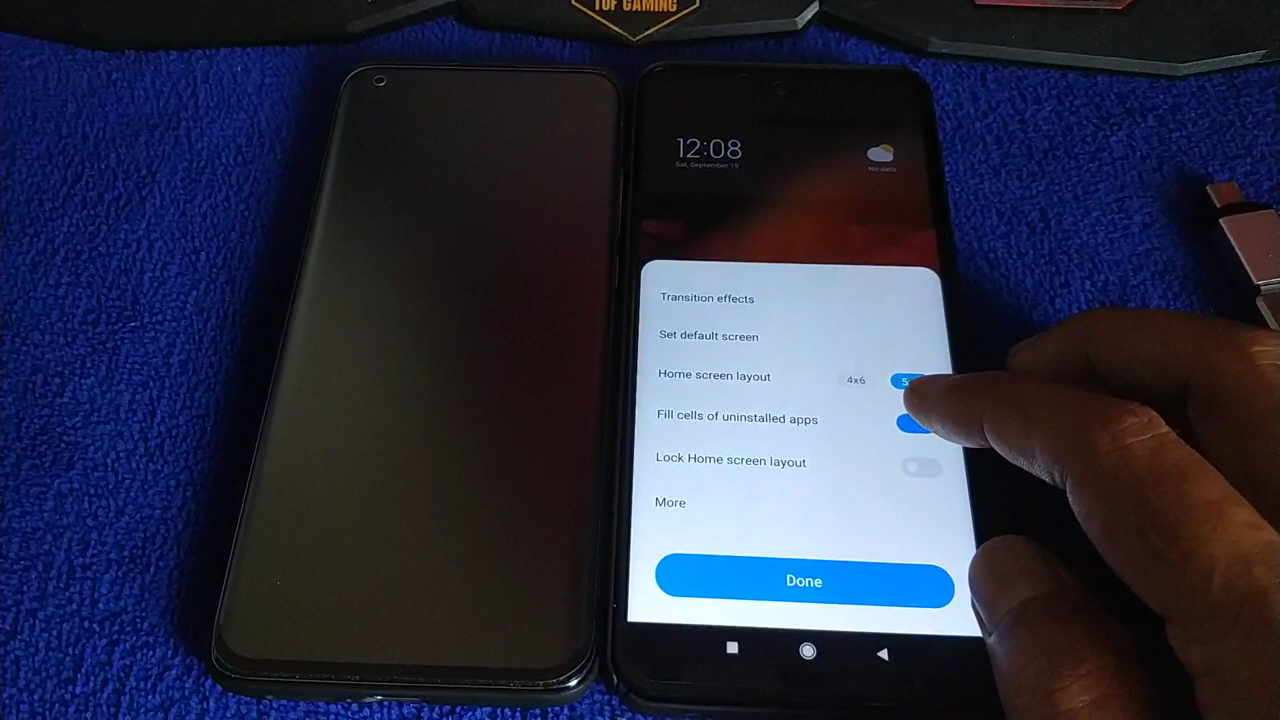 TUF GAMING
12:08
Sat, September 19
No data
Transition effects
Set default screen
Home screen layout 4x6
Fill cells of uninstalled apps
Lock Home screen layout
More
Done